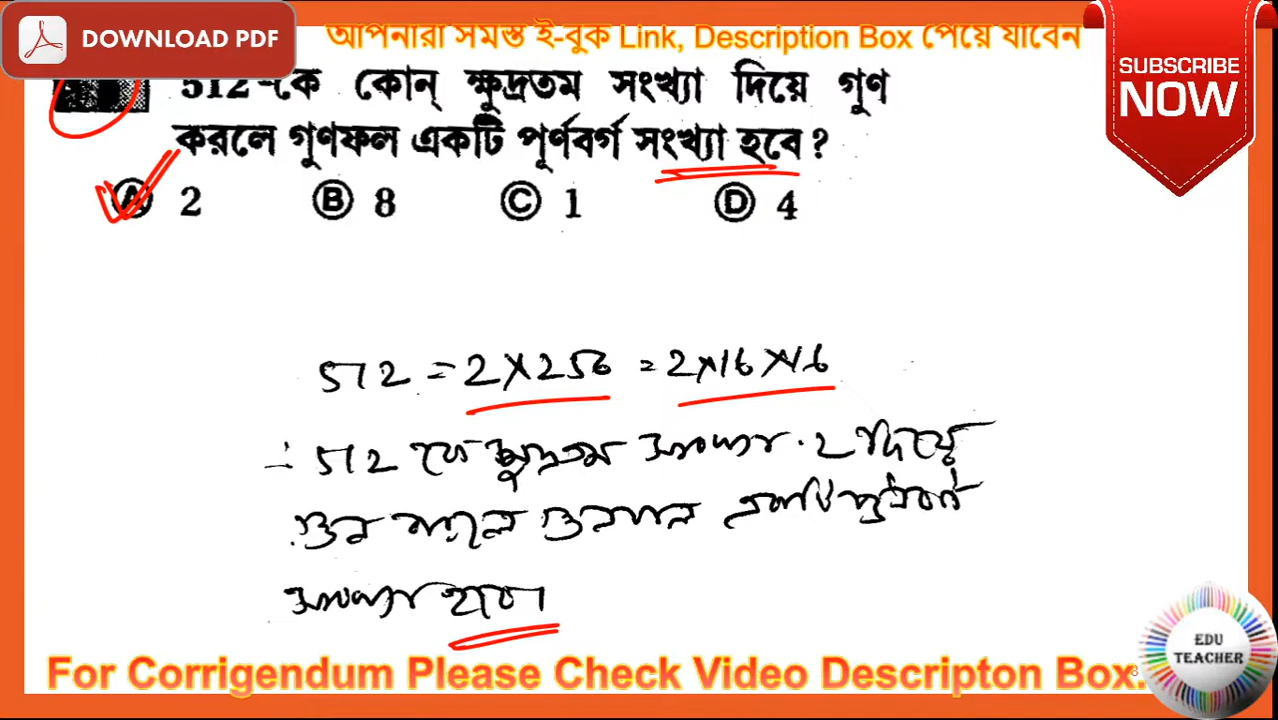 DOWNLOAD PDF
আপনারা সমস্ত ই-বুক Link, Description Box পেয়ে যাবেন
SUBSCRIBE
NOW
512-কে কোন্ ক্ষুদ্রতম সংখ্যা দিয়ে গুণ
করলে গুণফল একটি পূর্ণবর্গ সংখ্যা হবে?
Ⓐ 2 Ⓑ 8 Ⓒ 1 Ⓓ 4
512 = 2×256 = 2×16×16
∴ 512 কে ক্ষুদ্রতম সংখ্যা 2 দিয়ে
গুন করলে গুনফল একটি পূর্ণবর্গ
সংখ্যা হবে।
EDU
TEACHER
For Corrigendum Please Check Video Descripton Box.